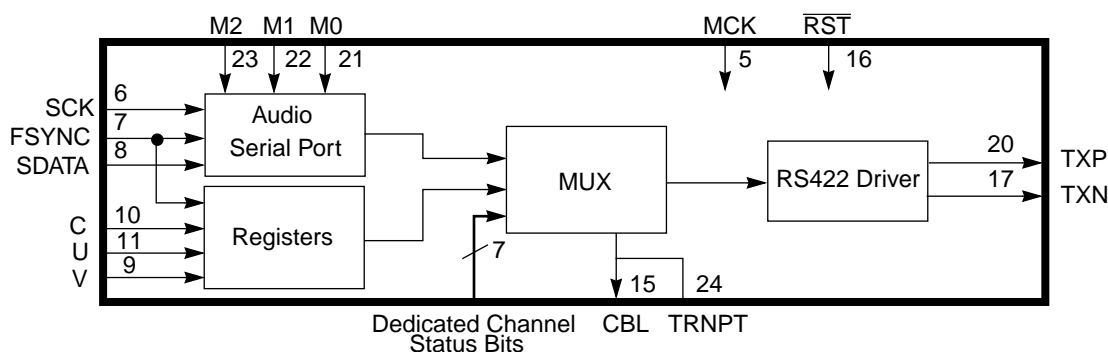 M2 M1 M0 MCK RST
23 22 21 5 16
SCK 6
FSYNC 7
SDATA 8
Audio
Serial Port
C 10
U 11
V 9
Registers
MUX
7
RS422 Driver
20 TXP
17 TXN
15 24
Dedicated Channel
Status Bits
CBL TRNPT